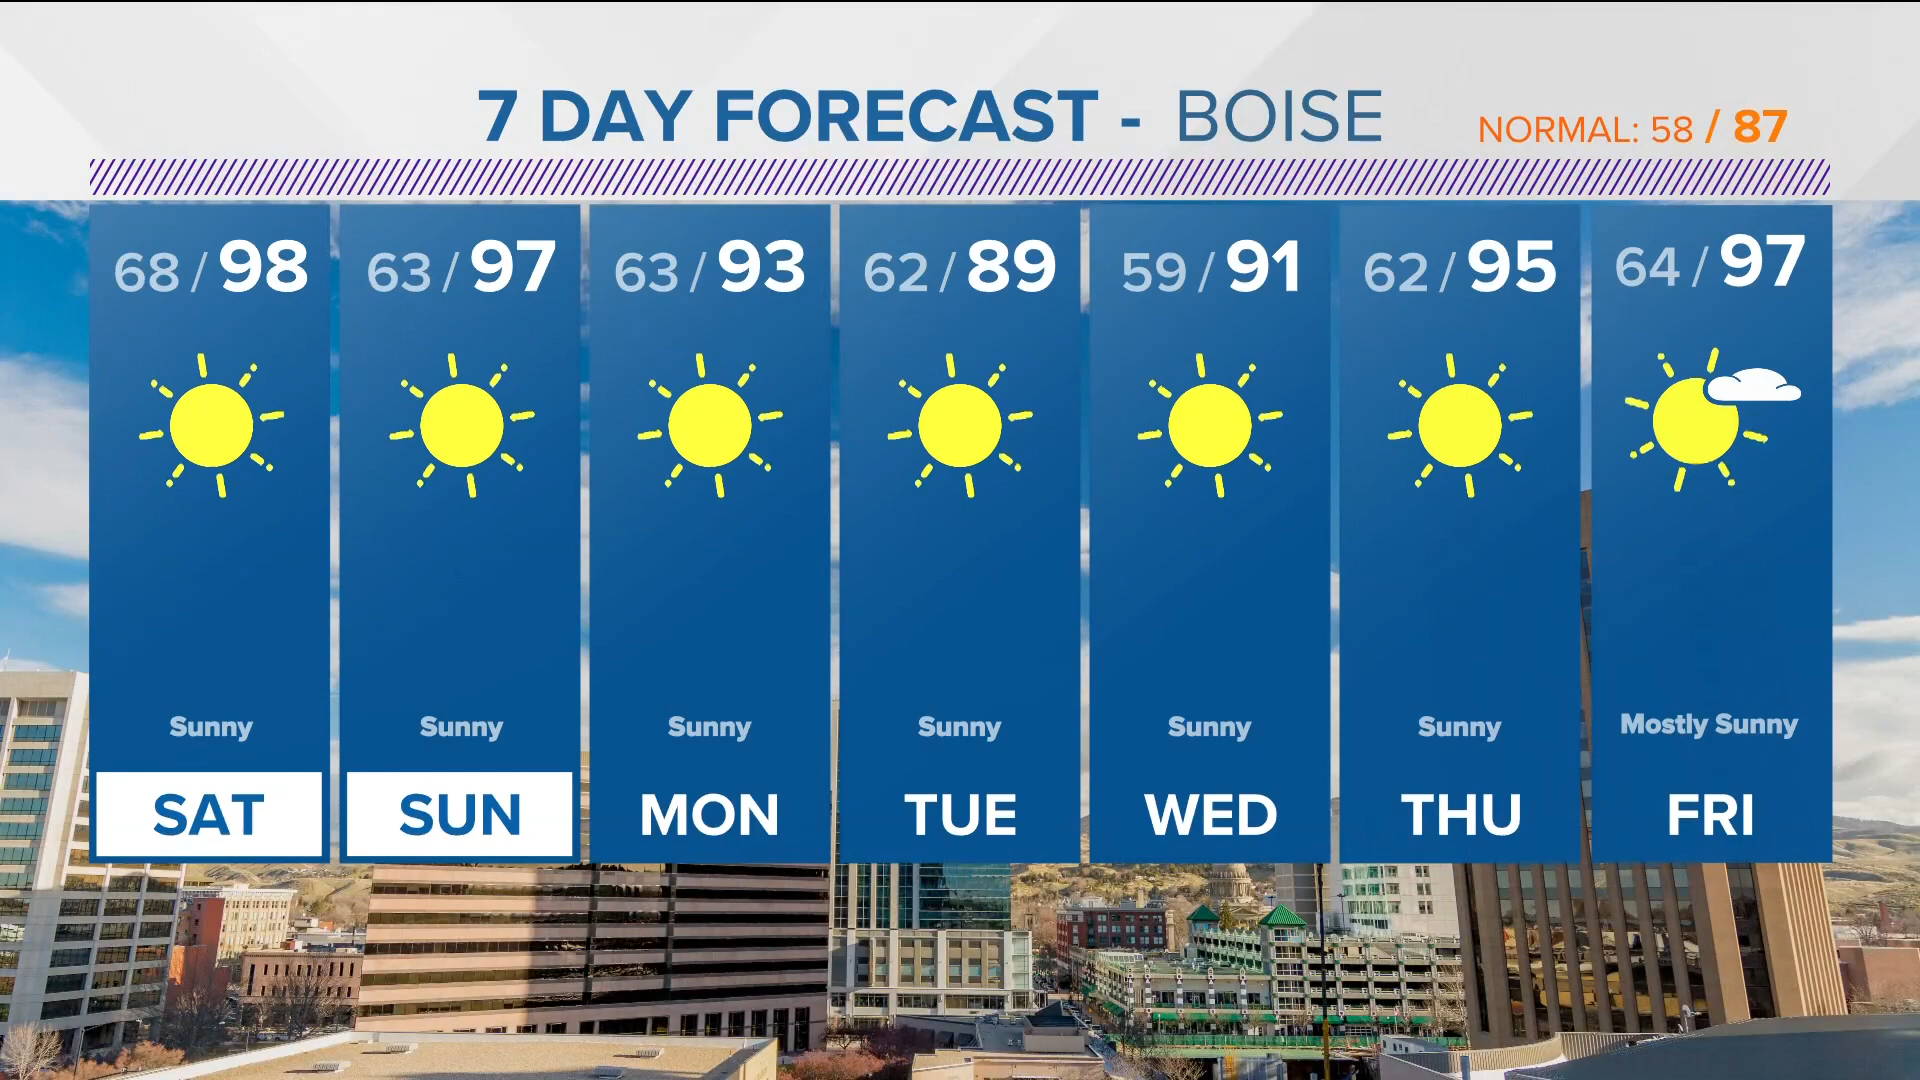 7 DAY FORECAST - BOISE
NORMAL: 58 / 87
68 / 98
63 / 97
63 / 93
62 / 89
59 / 91
62 / 95
64 / 97
Sunny
Sunny
Sunny
Sunny
Sunny
Sunny
Mostly Sunny
SAT
SUN
MON
TUE
WED
THU
FRI